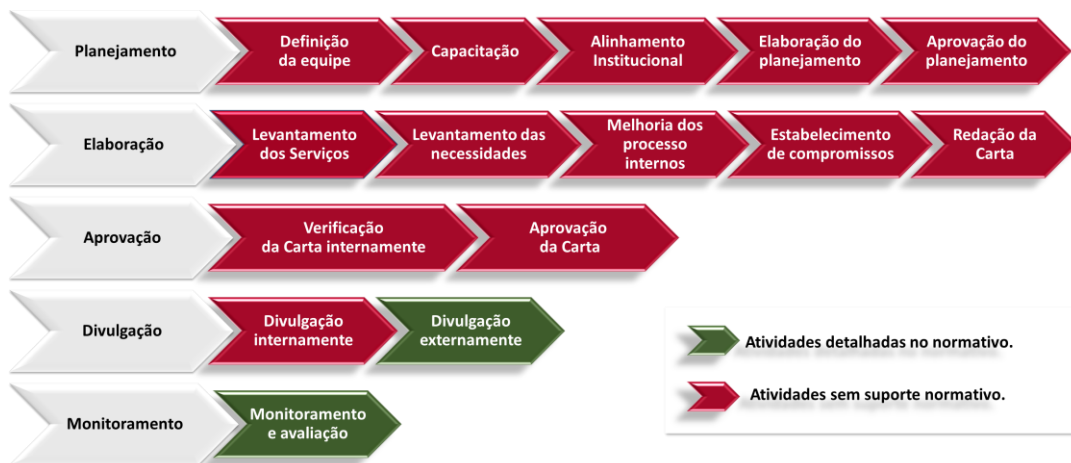 Planejamento
Definição
da equipe
Capacitação
Alinhamento
Institucional
Elaboração do
planejamento
Aprovação do
planejamento
Elaboração
Levantamento
dos Serviços
Levantamento das
necessidades
Melhoria dos
processo
internos
Estabelecimento
de compromissos
Redação da
Carta
Aprovação
Verificação
da Carta internamente
Aprovação
da Carta
Divulgação
Divulgação
internamente
Divulgação
externamente
Monitoramento
Monitoramento
e avaliação
Atividades detalhadas no normativo.
Atividades sem suporte normativo.